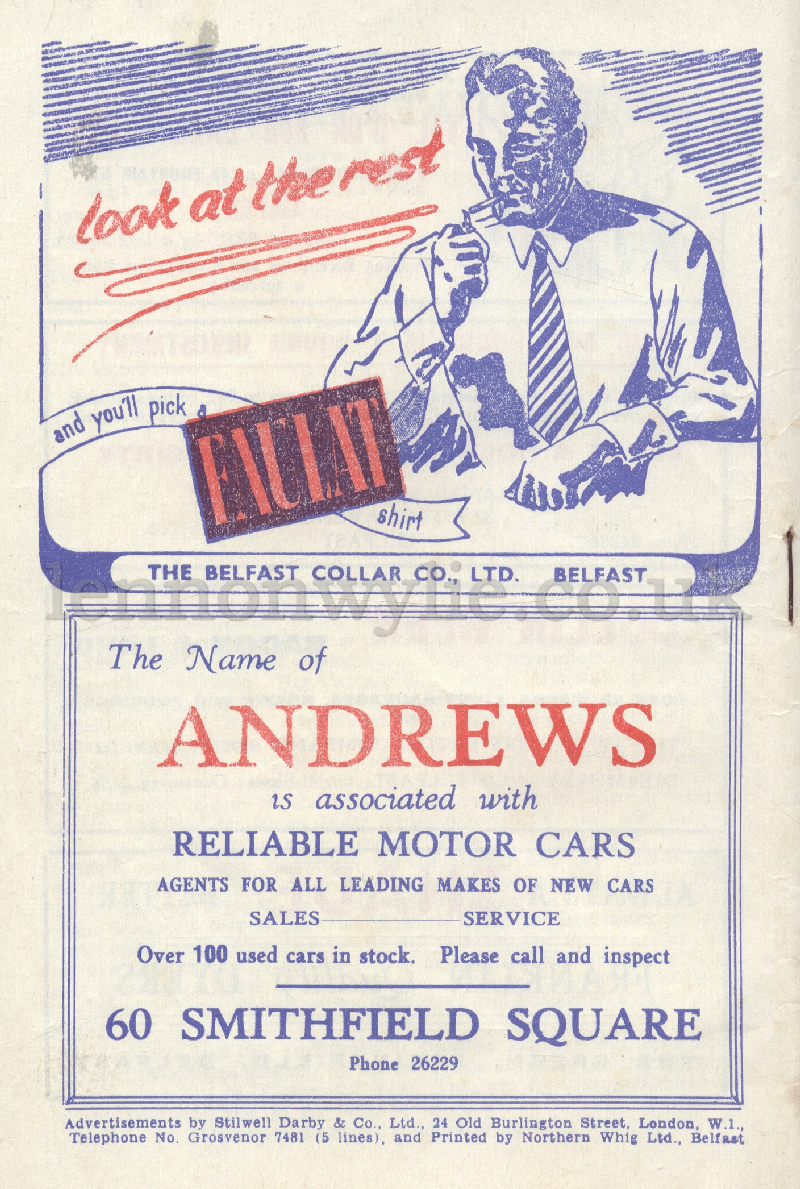 look at the rest
and you'll pick a
FACLAT
shirt
THE BELFAST COLLAR CO., LTD. BELFAST
lennonwylie.co.uk
The Name of
ANDREWS
is associated with
RELIABLE MOTOR CARS
AGENTS FOR ALL LEADING MAKES OF NEW CARS
SALES SERVICE
Over 100 used cars in stock. Please call and inspect
60 SMITHFIELD SQUARE
Phone 26229
Advertisements by Stilwell Darby & Co., Ltd., 24 Old Burlington Street, London, W.1.,
Telephone No. Grosvenor 7481 (5 lines), and Printed by Northern Whig Ltd., Belfast